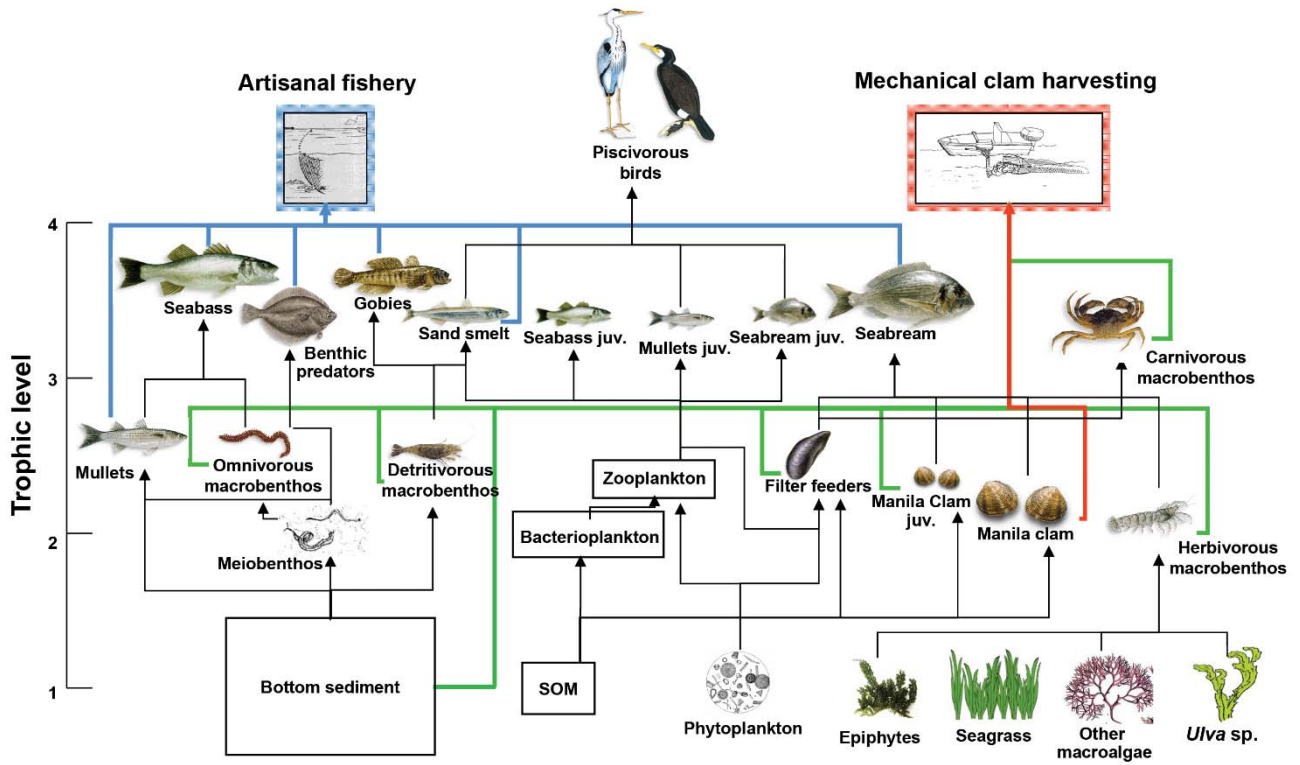 Artisanal fishery
Mechanical clam harvesting
Piscivorous
birds
Trophic level
4
3
2
1
Seabass
Benthic
predators
Gobies
Sand smelt
Seabass juv.
Mullets juv.
Seabream juv.
Seabream
Carnivorous
macrobenthos
Mullets
Omnivorous
macrobenthos
Detritivorous
macrobenthos
Zooplankton
Filter feeders
Manila Clam
juv.
Manila clam
Herbivorous
macrobenthos
Meiobenthos
Bacterioplankton
Bottom sediment
SOM
Phytoplankton
Epiphytes
Seagrass
Other
macroalgae
Ulva sp.